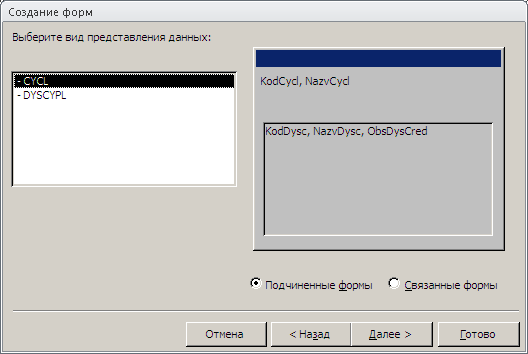 Создание форм
Выберите вид представления данных:
- CYCL
- DYSCYPL
KodCycl, NazvCycl
KodDysc, NazvDysc, ObsDysCred
Подчиненные формы
Связанные формы
Отмена
< Назад
Далее >
Готово